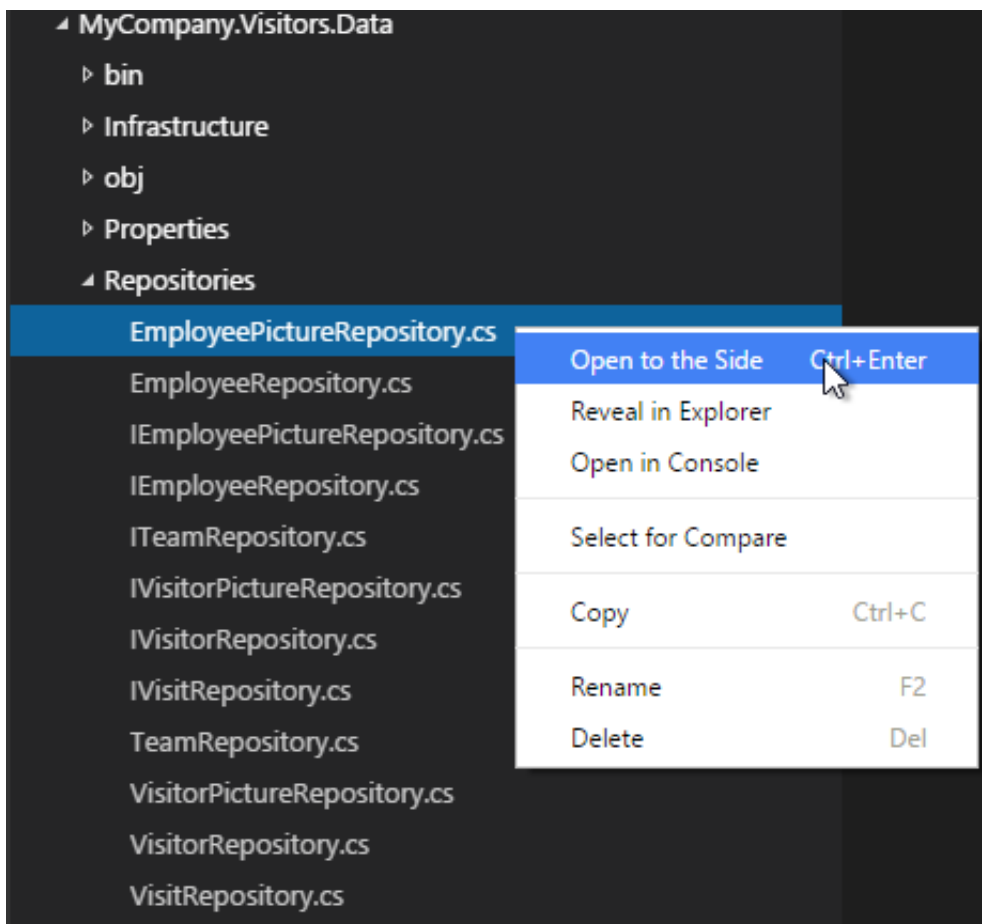 MyCompany.Visitors.Data
bin
Infrastructure
obj
Properties
Repositories
EmployeePictureRepository.cs
EmployeeRepository.cs
IEmployeePictureRepository.cs
IEmployeeRepository.cs
ITeamRepository.cs
IVisitorPictureRepository.cs
IVisitorRepository.cs
IVisitRepository.cs
TeamRepository.cs
VisitorPictureRepository.cs
VisitorRepository.cs
VisitRepository.cs
Open to the Side Ctrl+Enter
Reveal in Explorer
Open in Console
Select for Compare
Copy Ctrl+C
Rename F2
Delete Del